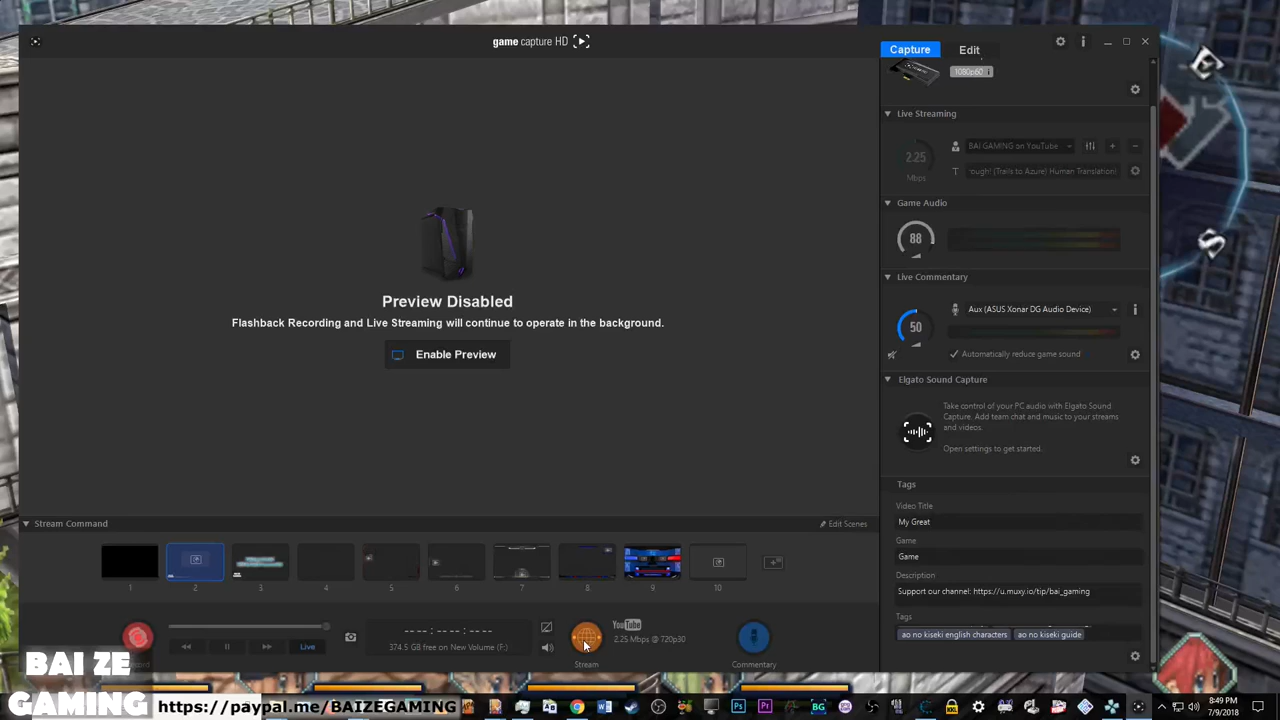 game capture HD
Capture
Edit
1080p60
Live Streaming
2.25
Mbps
BAI GAMING on YouTube
T
rough! (Trails to Azure) Human Translation(
Game Audio
88
Live Commentary
50
Aux (ASUS Xonar DG Audio Device)
Automatically reduce game sound
Elgato Sound Capture
Take control of your PC audio with Elgato Sound
Capture. Add team chat and music to your streams
and videos.
Open settings to get started.
Preview Disabled
Flashback Recording and Live Streaming will continue to operate in the background.
Enable Preview
Tags
Video Title
My Great
Game
Game
Description
Support our channel: https://u.muxy.io/tip/bai_gaming
Tags
ao no kiseki english characters
ao no kiseki guide
Stream Command
Edit Scenes
1
2
3
4
5
6
7
8
9
10
Live
-- -- : -- -- : -- --
374.5 GB free on New Volume (F:)
YouTube
2.25 Mbps @ 720p30
Stream
Commentary
BAI ZE
GAMING
https://paypal.me/BAIZEGAMING
8:49 PM
7/9/2018